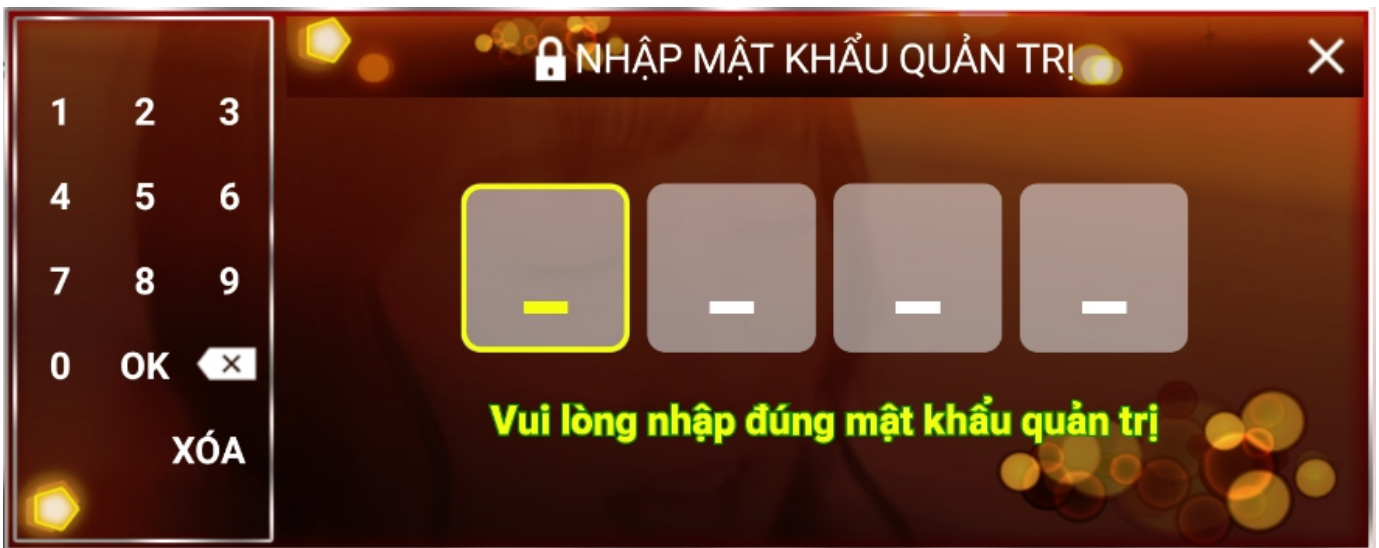 NHẬP MẬT KHẨU QUẢN TRỊ
1 2 3
4 5 6
7 8 9
0 OK
XÓA
Vui lòng nhập đúng mật khẩu quản trị